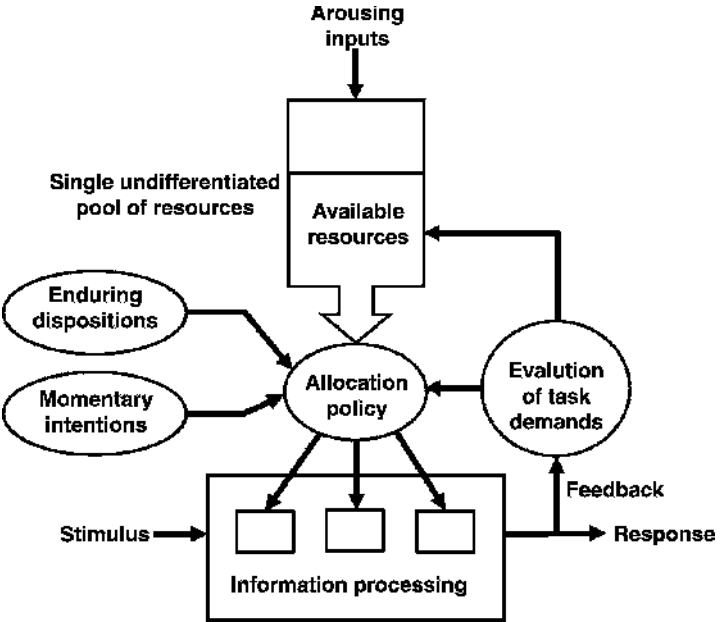 Arousing
inputs
Single undifferentiated
pool of resources
Available
resources
Enduring
dispositions
Momentary
intentions
Allocation
policy
Evalution
of task
demands
Feedback
Stimulus
Response
Information processing